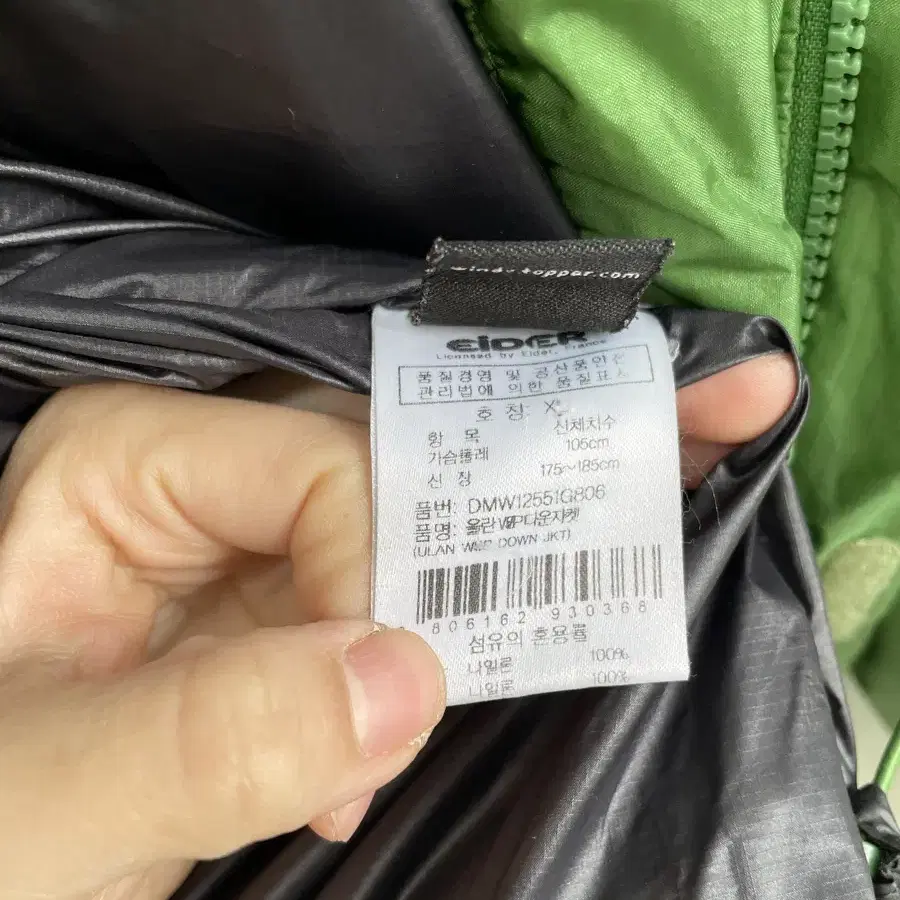 windstopper.com
EIDER
Licensed by Eider, France
품질경영 및 공산품안전
관리법에 의한 품질표시
호 칭: XL
항 목 신체치수
가슴둘레 105cm
신 장 175~185cm
품번: DMW12551G806
품명: 울란 다운자켓
(ULAN DOWN JKT)
806162 930368
섬유의 혼용률
나일론 100%
나일론 100%